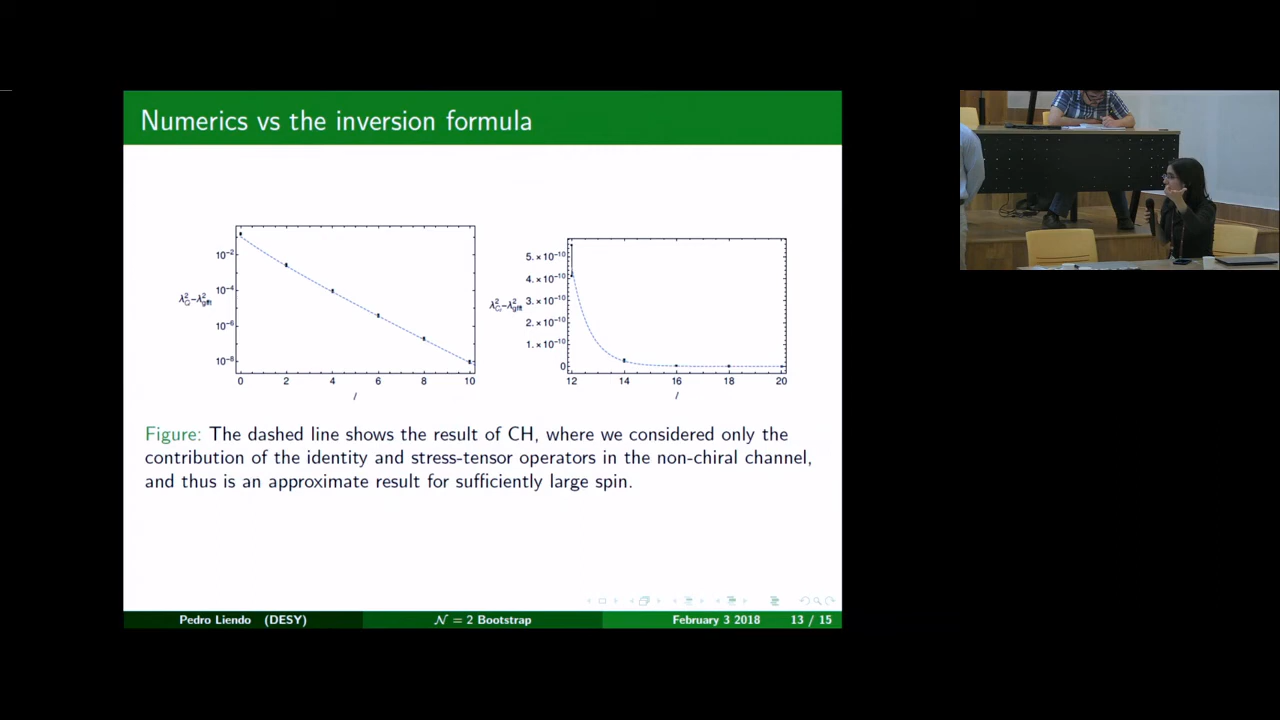 Numerics vs the inversion formula
10⁻²
10⁻⁴
10⁻⁶
10⁻⁸
0 2 4 6 8 10
l
5.×10⁻¹⁰
4.×10⁻¹⁰
3.×10⁻¹⁰
2.×10⁻¹⁰
1.×10⁻¹⁰
0
12 14 16 18 20
l
Figure: The dashed line shows the result of CH, where we considered only the
contribution of the identity and stress-tensor operators in the non-chiral channel,
and thus is an approximate result for sufficiently large spin.
Pedro Liendo (DESY) 𝒩 = 2 Bootstrap February 3 2018 13 / 15